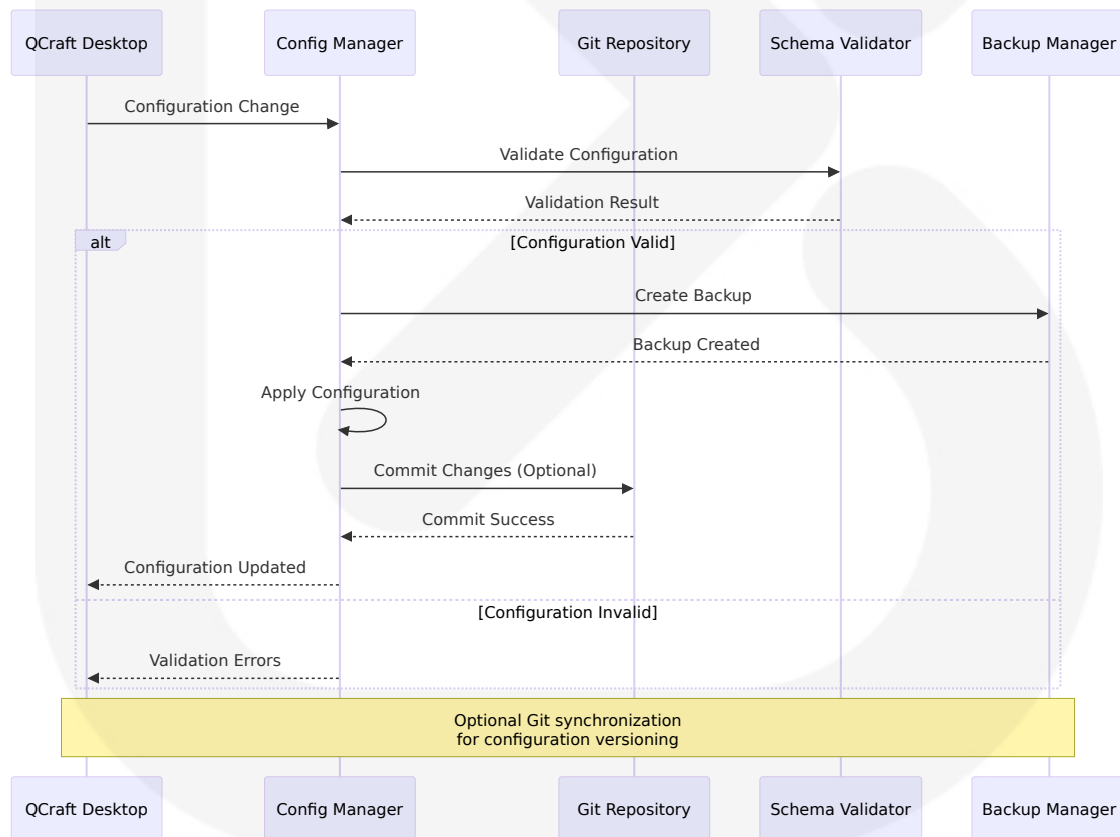 QCraft Desktop
Config Manager
Git Repository
Schema Validator
Backup Manager
Configuration Change
Validate Configuration
Validation Result
alt
[Configuration Valid]
Create Backup
Backup Created
Apply Configuration
Commit Changes (Optional)
Commit Success
Configuration Updated
[Configuration Invalid]
Validation Errors
Optional Git synchronization
for configuration versioning
QCraft Desktop
Config Manager
Git Repository
Schema Validator
Backup Manager